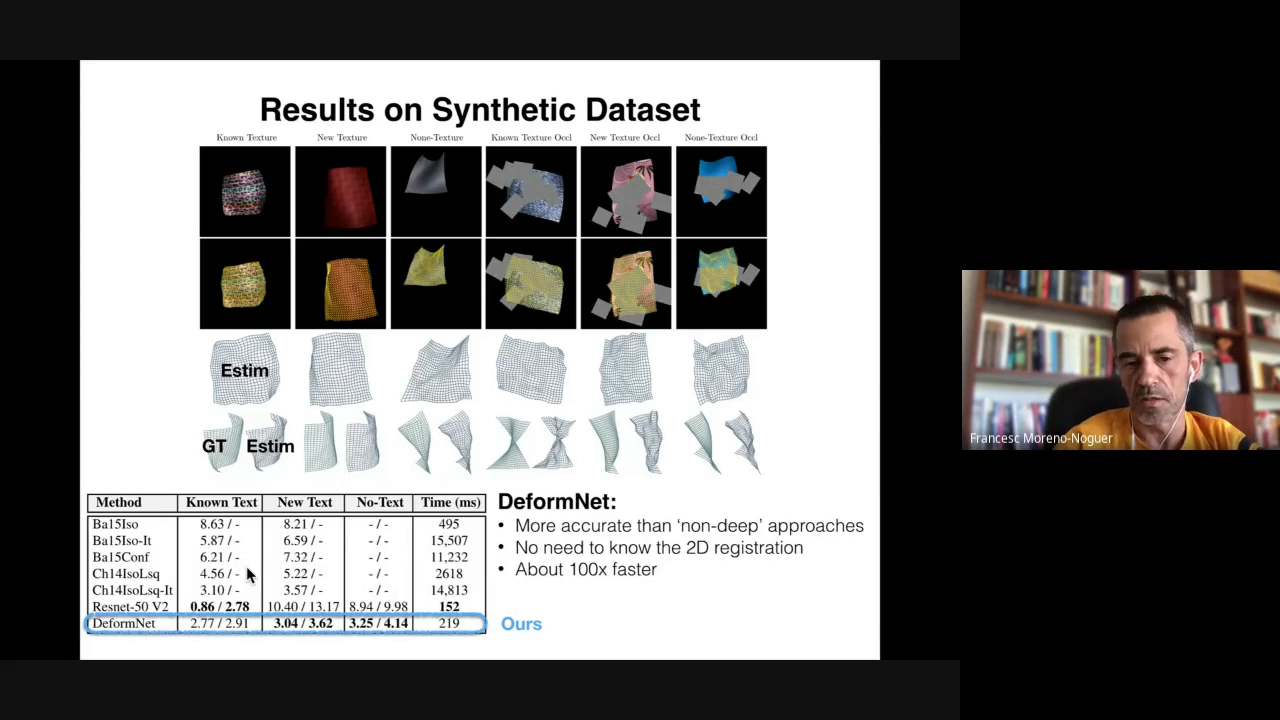 Results on Synthetic Dataset
Known Texture New Texture None-Texture Known Texture Occl New Texture Occl None-Texture Occl
Estim
GT Estim
Method Known Text New Text No-Text Time (ms)
Ba15Iso 8.63 / - 8.21 / - - / - 495
Ba15Iso-It 5.87 / - 6.59 / - - / - 15,507
Ba15Conf 6.21 / - 7.32 / - - / - 11,232
Ch14IsoLsq 4.56 / - 5.22 / - - / - 2618
Ch14IsoLsq-It 3.10 / - 3.57 / - - / - 14,813
Resnet-50 V2 0.86 / 2.78 10.40 / 13.17 8.94 / 9.98 152
DeformNet 2.77 / 2.91 3.04 / 3.62 3.25 / 4.14 219
DeformNet:
• More accurate than ‘non-deep’ approaches
• No need to know the 2D registration
• About 100x faster
Ours
Francesc Moreno-Noguer